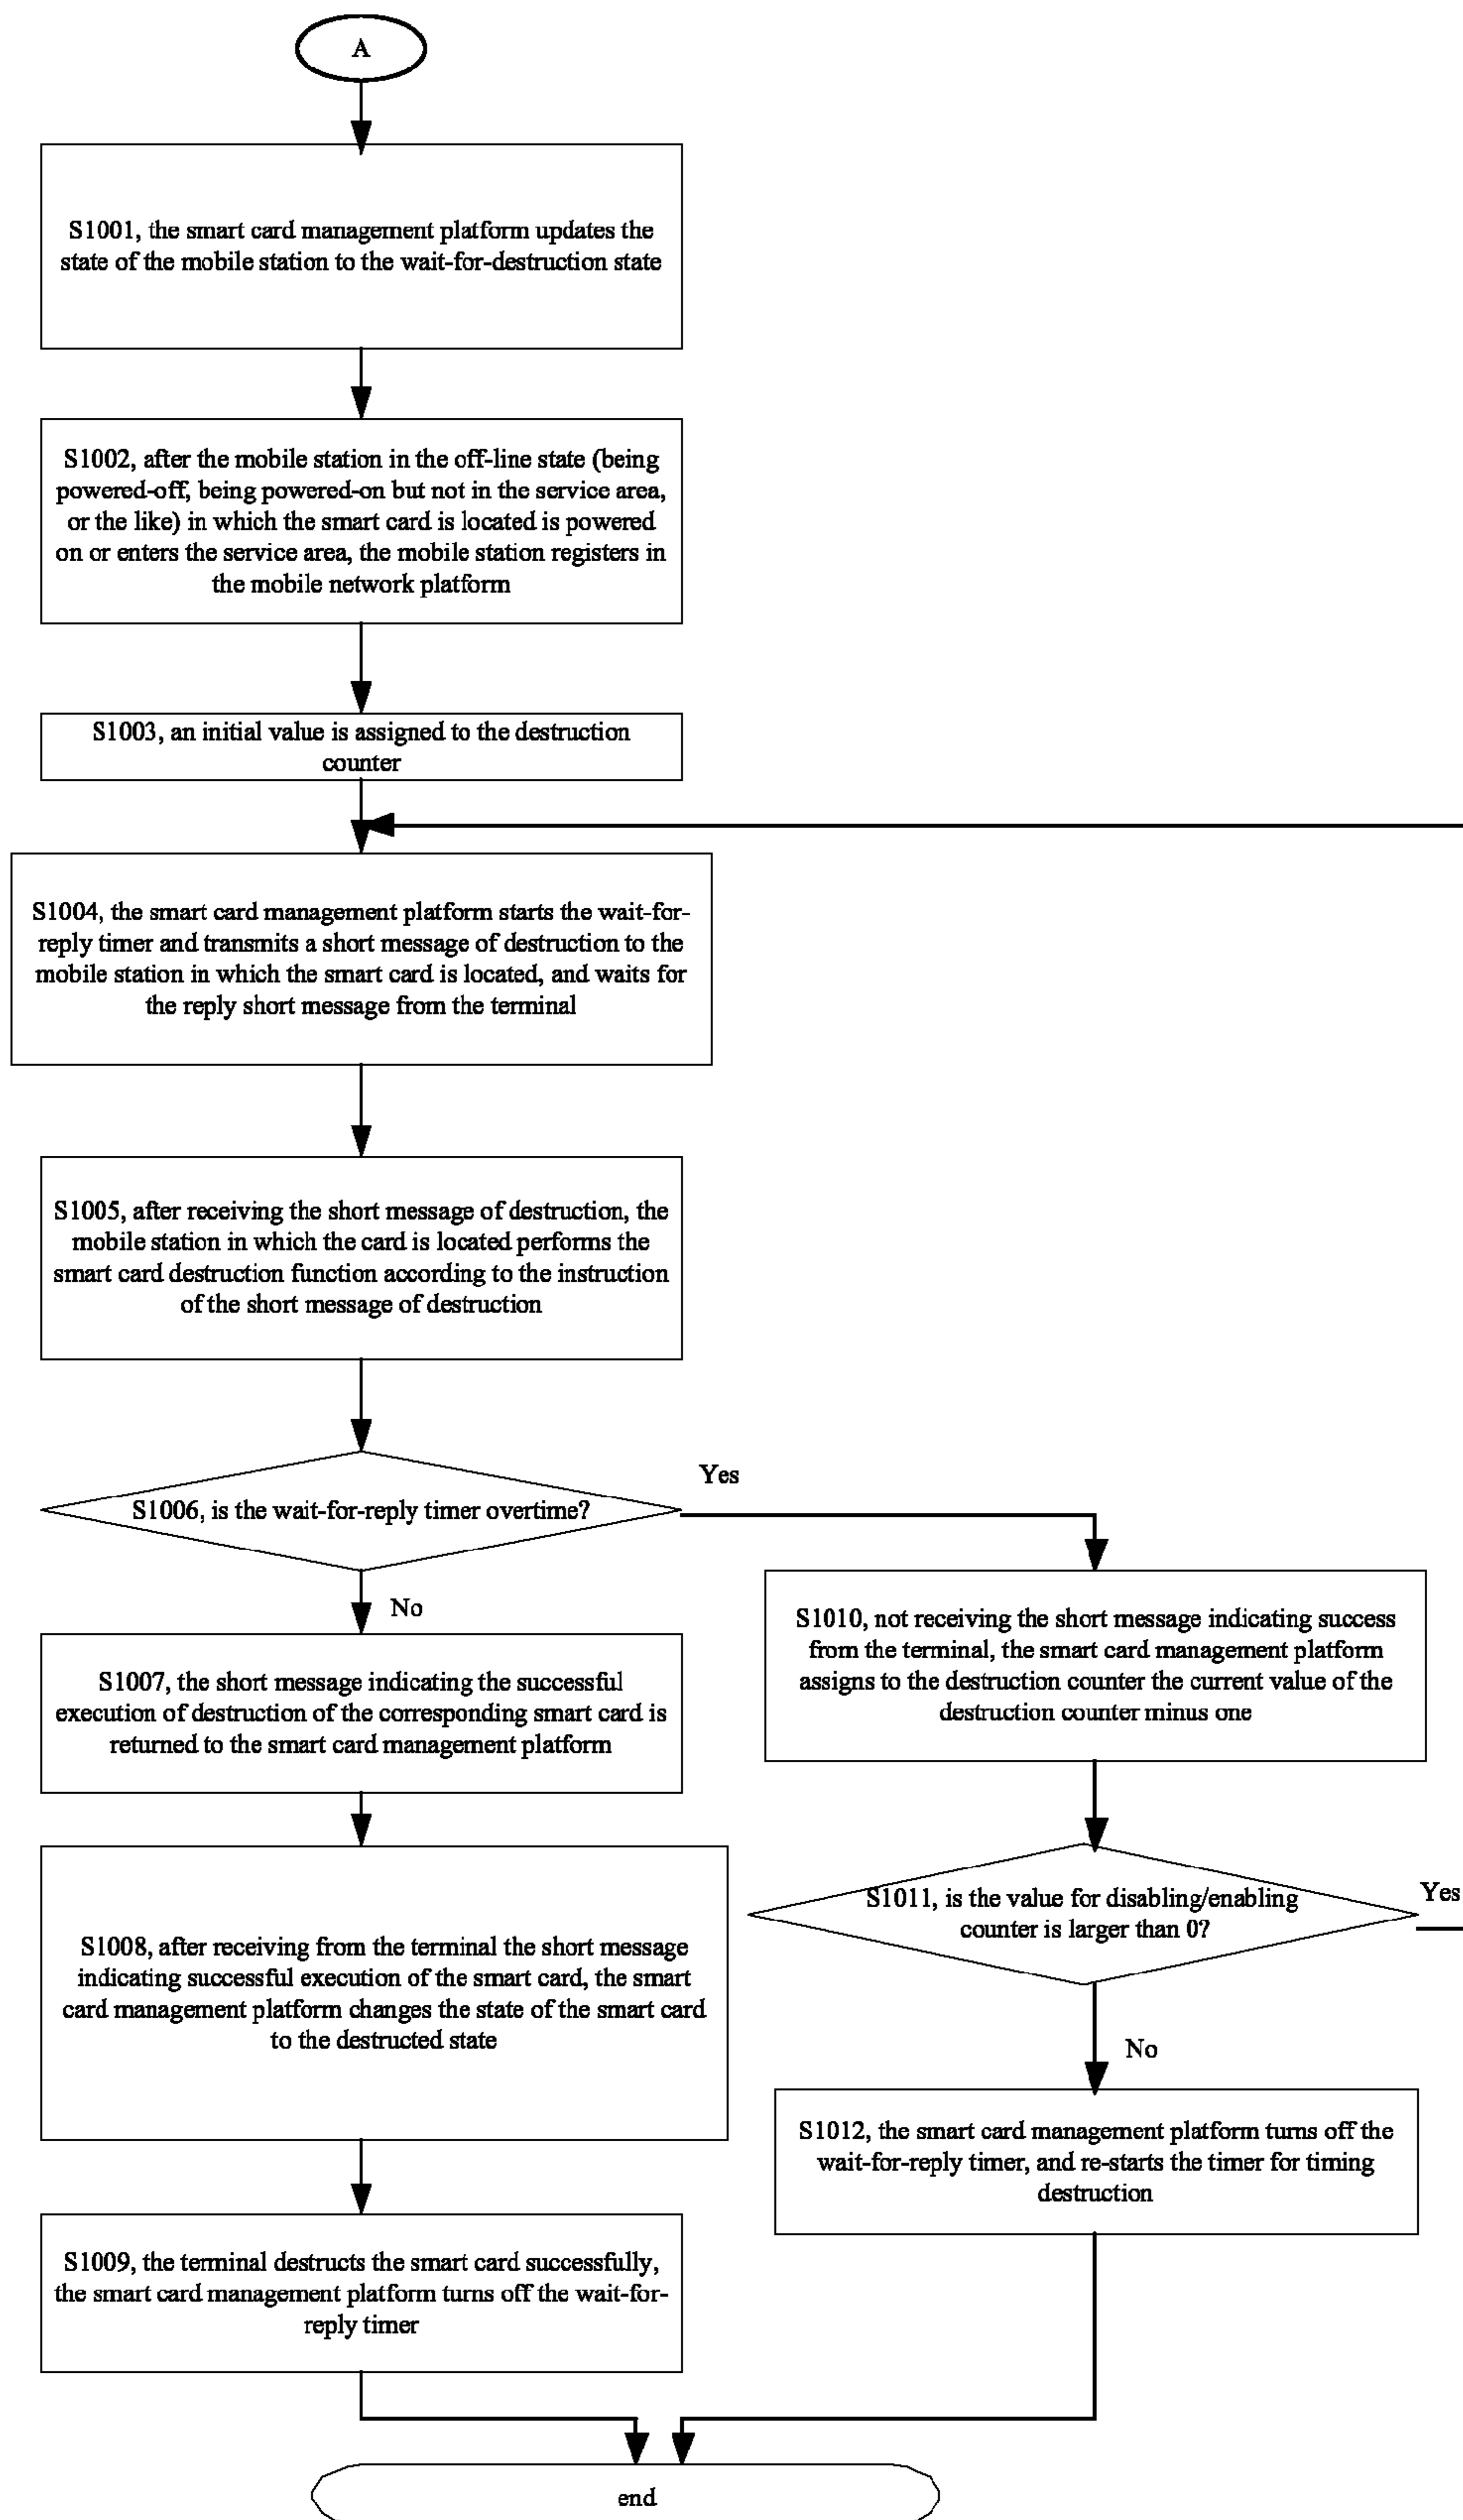 A
S1001, the smart card management platform updates the
state of the mobile station to the wait-for-destruction state
S1002, after the mobile station in the off-line state (being
powered-off, being powered-on but not in the service area,
or the like) in which the smart card is located is powered
on or enters the service area, the mobile station registers in
the mobile network platform
S1003, an initial value is assigned to the destruction
counter
S1004, the smart card management platform starts the wait-for-
reply timer and transmits a short message of destruction to the
mobile station in which the smart card is located, and waits for
the reply short message from the terminal
S1005, after receiving the short message of destruction, the
mobile station in which the card is located performs the
smart card destruction function according to the instruction
of the short message of destruction
S1006, is the wait-for-reply timer overtime?
Yes
No
S1007, the short message indicating the successful
execution of destruction of the corresponding smart card is
returned to the smart card management platform
S1008, after receiving from the terminal the short message
indicating successful execution of the smart card, the smart
card management platform changes the state of the smart card
to the destructed state
S1009, the terminal destructs the smart card successfully,
the smart card management platform turns off the wait-for-
reply timer
S1010, not receiving the short message indicating success
from the terminal, the smart card management platform
assigns to the destruction counter the current value of the
destruction counter minus one
S1011, is the value for disabling/enabling
counter is larger than 0?
Yes
No
S1012, the smart card management platform turns off the
wait-for-reply timer, and re-starts the timer for timing
destruction
end